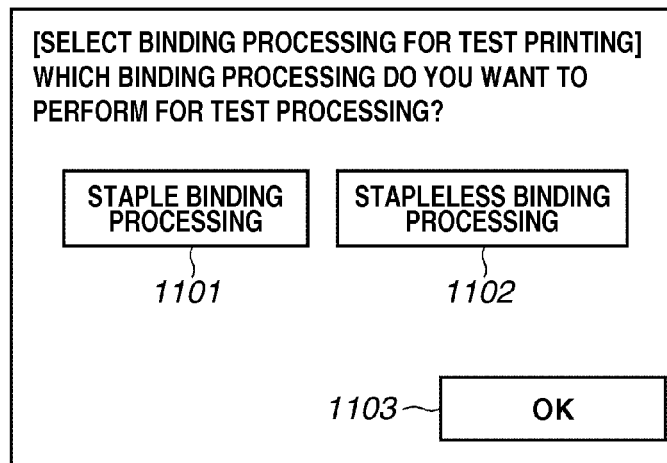 [SELECT BINDING PROCESSING FOR TEST PRINTING]
WHICH BINDING PROCESSING DO YOU WANT TO
PERFORM FOR TEST PROCESSING?
STAPLE BINDING
PROCESSING
STAPLELESS BINDING
PROCESSING
1101
1102
1103
OK